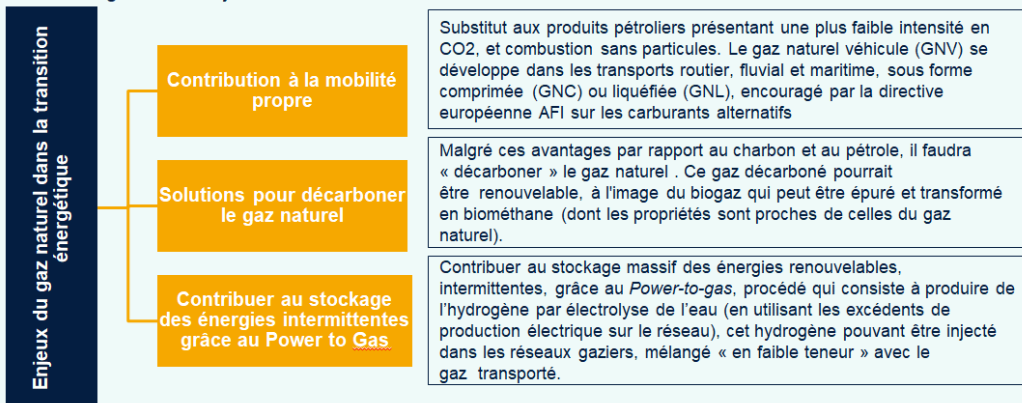 Enjeux du gaz naturel dans la transition
énergétique
Contribution à la mobilité
propre
Substitut aux produits pétroliers présentant une plus faible intensité en
CO2, et combustion sans particules. Le gaz naturel véhicule (GNV) se
développe dans les transports routier, fluvial et maritime, sous forme
comprimée (GNC) ou liquéfiée (GNL), encouragé par la directive
européenne AFI sur les carburants alternatifs
Solutions pour décarboner
le gaz naturel
Malgré ces avantages par rapport au charbon et au pétrole, il faudra
« décarboner » le gaz naturel . Ce gaz décarboné pourrait
être renouvelable, à l'image du biogaz qui peut être épuré et transformé
en biométhane (dont les propriétés sont proches de celles du gaz
naturel).
Contribuer au stockage
des énergies intermittentes
grâce au Power to Gas
Contribuer au stockage massif des énergies renouvelables,
intermittentes, grâce au Power-to-gas, procédé qui consiste à produire de
l'hydrogène par électrolyse de l'eau (en utilisant les excédents de
production électrique sur le réseau), cet hydrogène pouvant être injecté
dans les réseaux gaziers, mélangé « en faible teneur » avec le
gaz transporté.